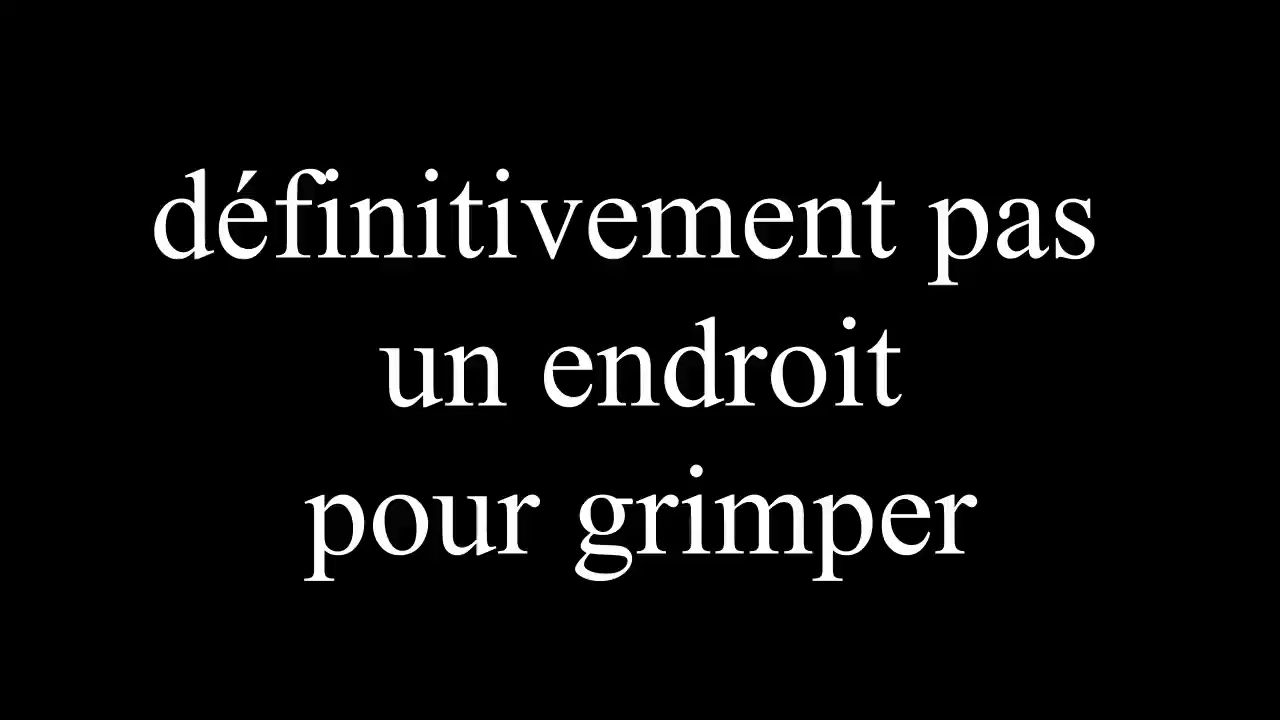 définitivement pas
un endroit
pour grimper